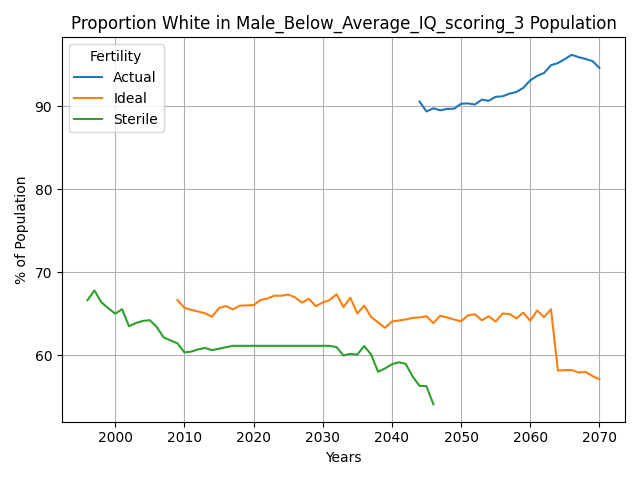 Proportion White in Male_Below_Average_IQ_scoring_3 Population
Fertility
Actual
Ideal
Sterile
% of Population
90
80
70
60
2000 2010 2020 2030 2040 2050 2060 2070
Years